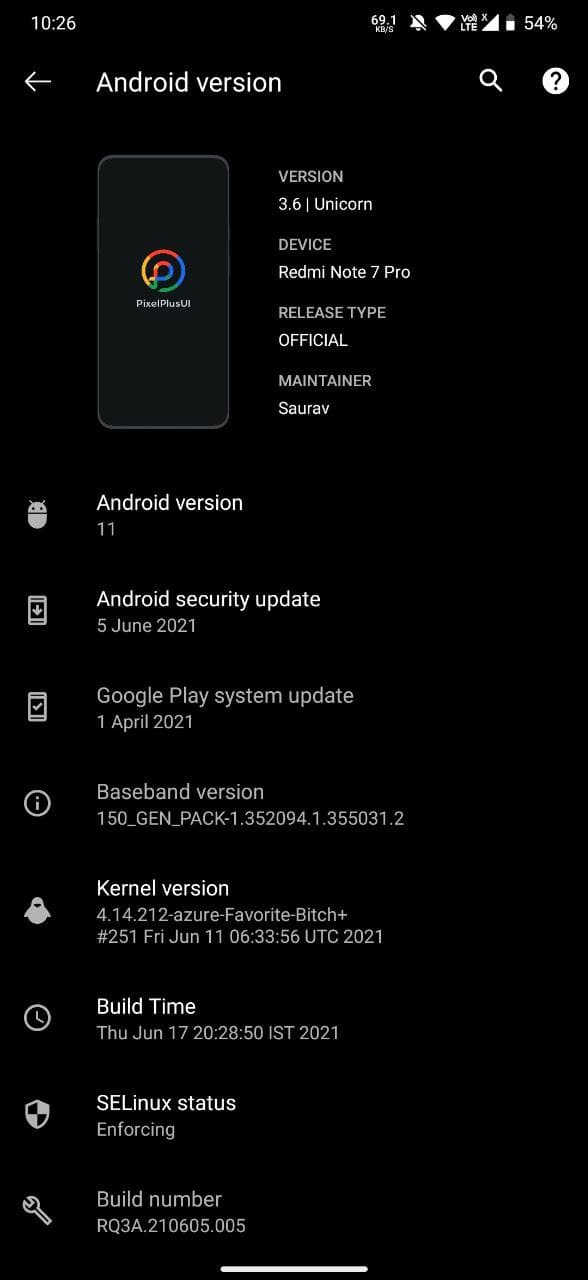 10:26
69.1
KB/S
Vo))
LTE
X
54%
Android version
VERSION
3.6 | Unicorn
DEVICE
Redmi Note 7 Pro
RELEASE TYPE
OFFICIAL
MAINTAINER
Saurav
PixelPlusUI
Android version
11
Android security update
5 June 2021
Google Play system update
1 April 2021
Baseband version
150_GEN_PACK-1.352094.1.355031.2
Kernel version
4.14.212-azure-Favorite-Bitch+
#251 Fri Jun 11 06:33:56 UTC 2021
Build Time
Thu Jun 17 20:28:50 IST 2021
SELinux status
Enforcing
Build number
RQ3A.210605.005